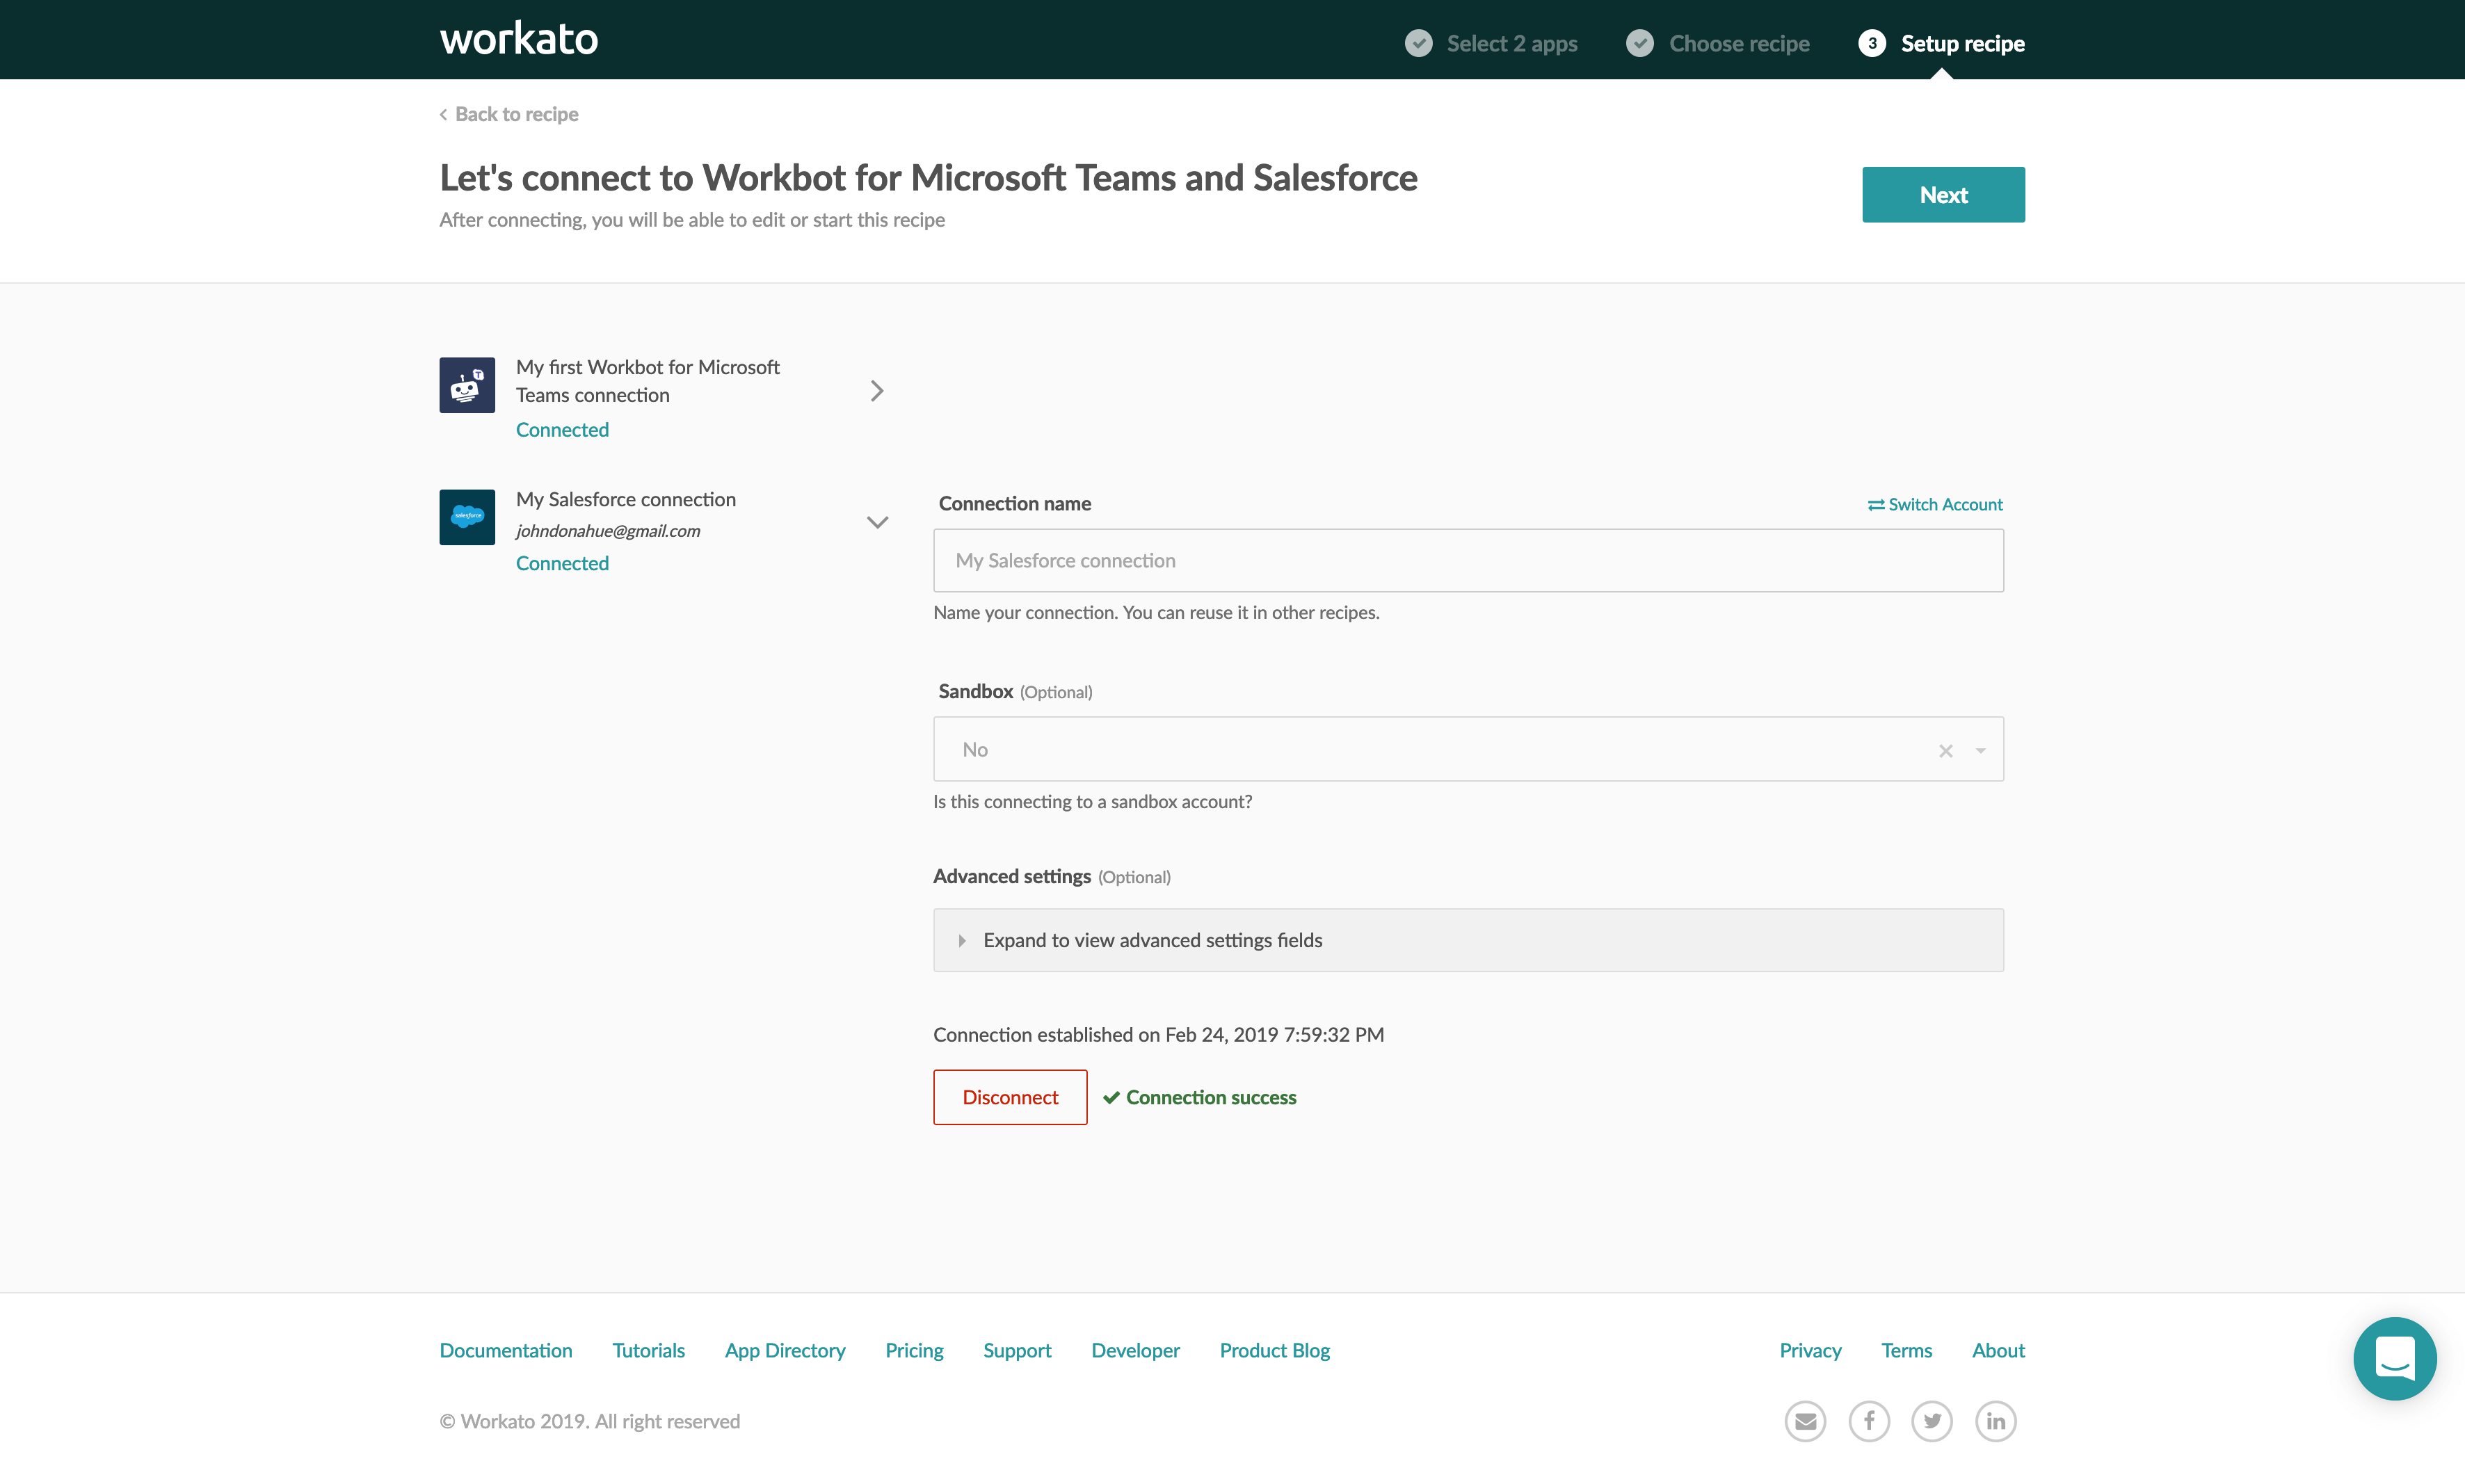 workato
Select 2 apps
Choose recipe
3 Setup recipe
Back to recipe
Let's connect to Workbot for Microsoft Teams and Salesforce
After connecting, you will be able to edit or start this recipe
Next
T
My first Workbot for Microsoft
Teams connection
Connected
salesforce
My Salesforce connection
johndonahue@gmail.com
Connected
Connection name
Switch Account
My Salesforce connection
Name your connection. You can reuse it in other recipes.
Sandbox (Optional)
No
Is this connecting to a sandbox account?
Advanced settings (Optional)
Expand to view advanced settings fields
Connection established on Feb 24, 2019 7:59:32 PM
Disconnect
Connection success
Documentation Tutorials App Directory Pricing Support Developer Product Blog
Privacy Terms About
© Workato 2019. All right reserved